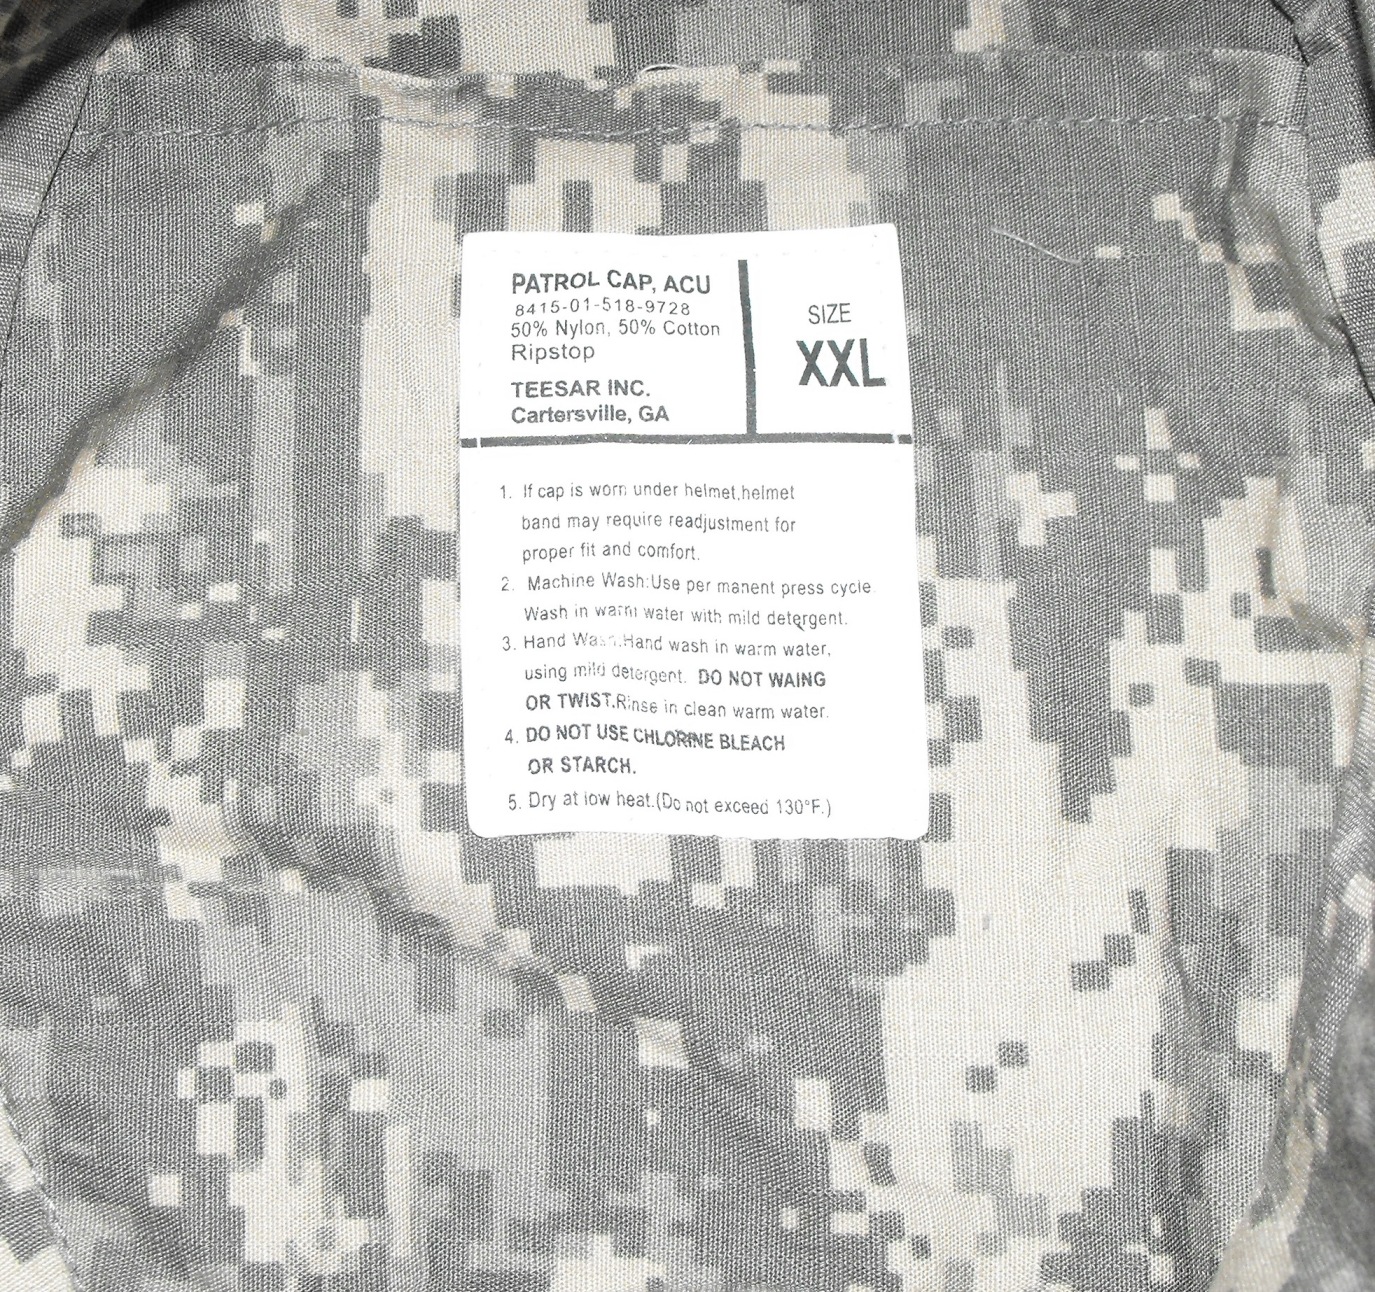 PATROL CAP, ACU
8415-01-518-9728
50% Nylon, 50% Cotton
Ripstop
TEESAR INC.
Cartersville, GA
SIZE
XXL
1. If cap is worn under helmet,helmet
band may require readjustment for
proper fit and comfort.
2. Machine Wash:Use per manent press cycle
Wash in warm water with mild detergent.
3. Hand Wash:Hand wash in warm water,
using mild detergent. DO NOT WAING
OR TWIST.Rinse in clean warm water.
4. DO NOT USE CHLORINE BLEACH
OR STARCH.
5. Dry at low heat.(Do not exceed 130°F.)